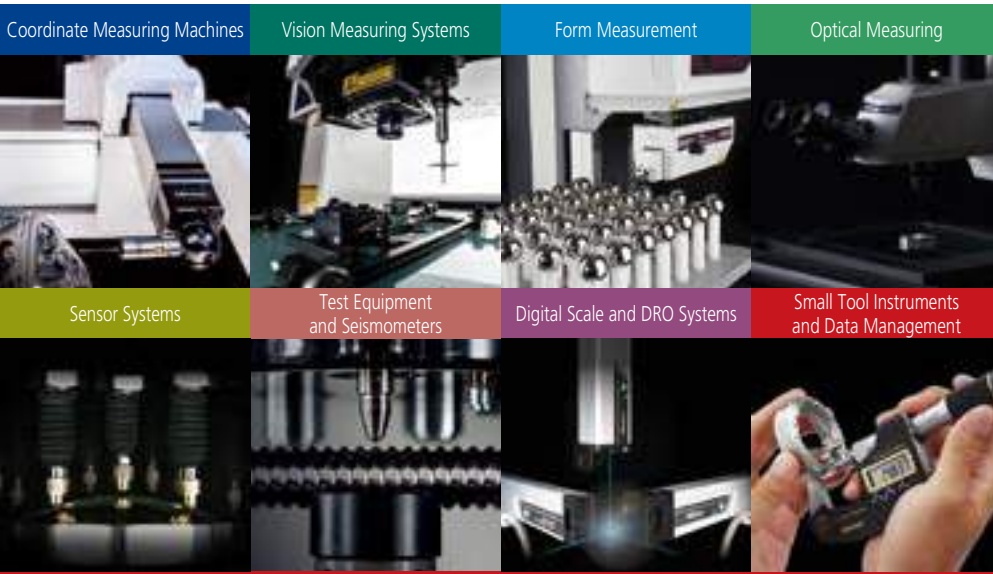 Coordinate Measuring Machines
Vision Measuring Systems
Form Measurement
Optical Measuring
Sensor Systems
Test Equipment
and Seismometers
Digital Scale and DRO Systems
Small Tool Instruments
and Data Management